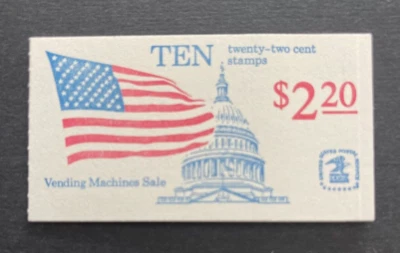 TEN
twenty-two cent
stamps
$2.20
Vending Machines Sale